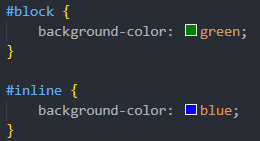 #block {
    background-color: green;
}

#inline {
    background-color: blue;
}